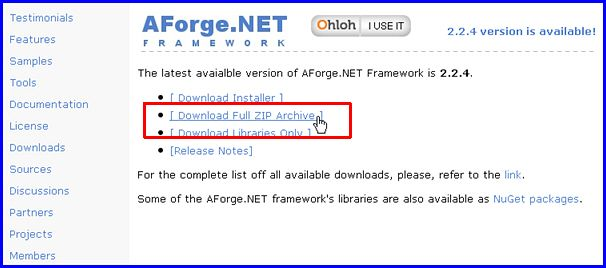 Testimonials
Features
Samples
Tools
Documentation
License
Downloads
Sources
Discussions
Partners
Projects
Members
AForge.NET
FRAMEWORK
Ohloh I USE IT
2.2.4 version is available!
The latest avaialble version of AForge.NET Framework is 2.2.4.
[ Download Installer ]
[ Download Full ZIP Archive ]
[ Download Libraries Only ]
[Release Notes]
For the complete list off all available downloads, please, refer to the link.
Some of the AForge.NET framework's libraries are also available as NuGet packages.